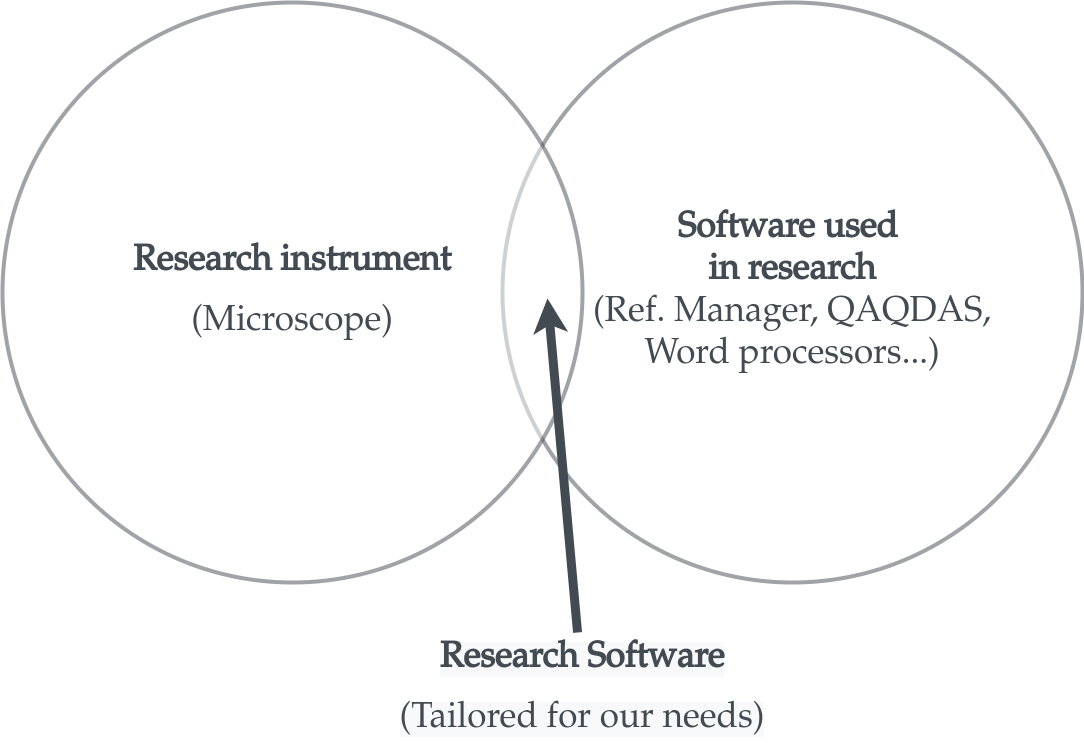 Research instrument
(Microscope)
Software used
in research
(Ref. Manager, QAQDAS,
Word processors...)
Research Software
(Tailored for our needs)